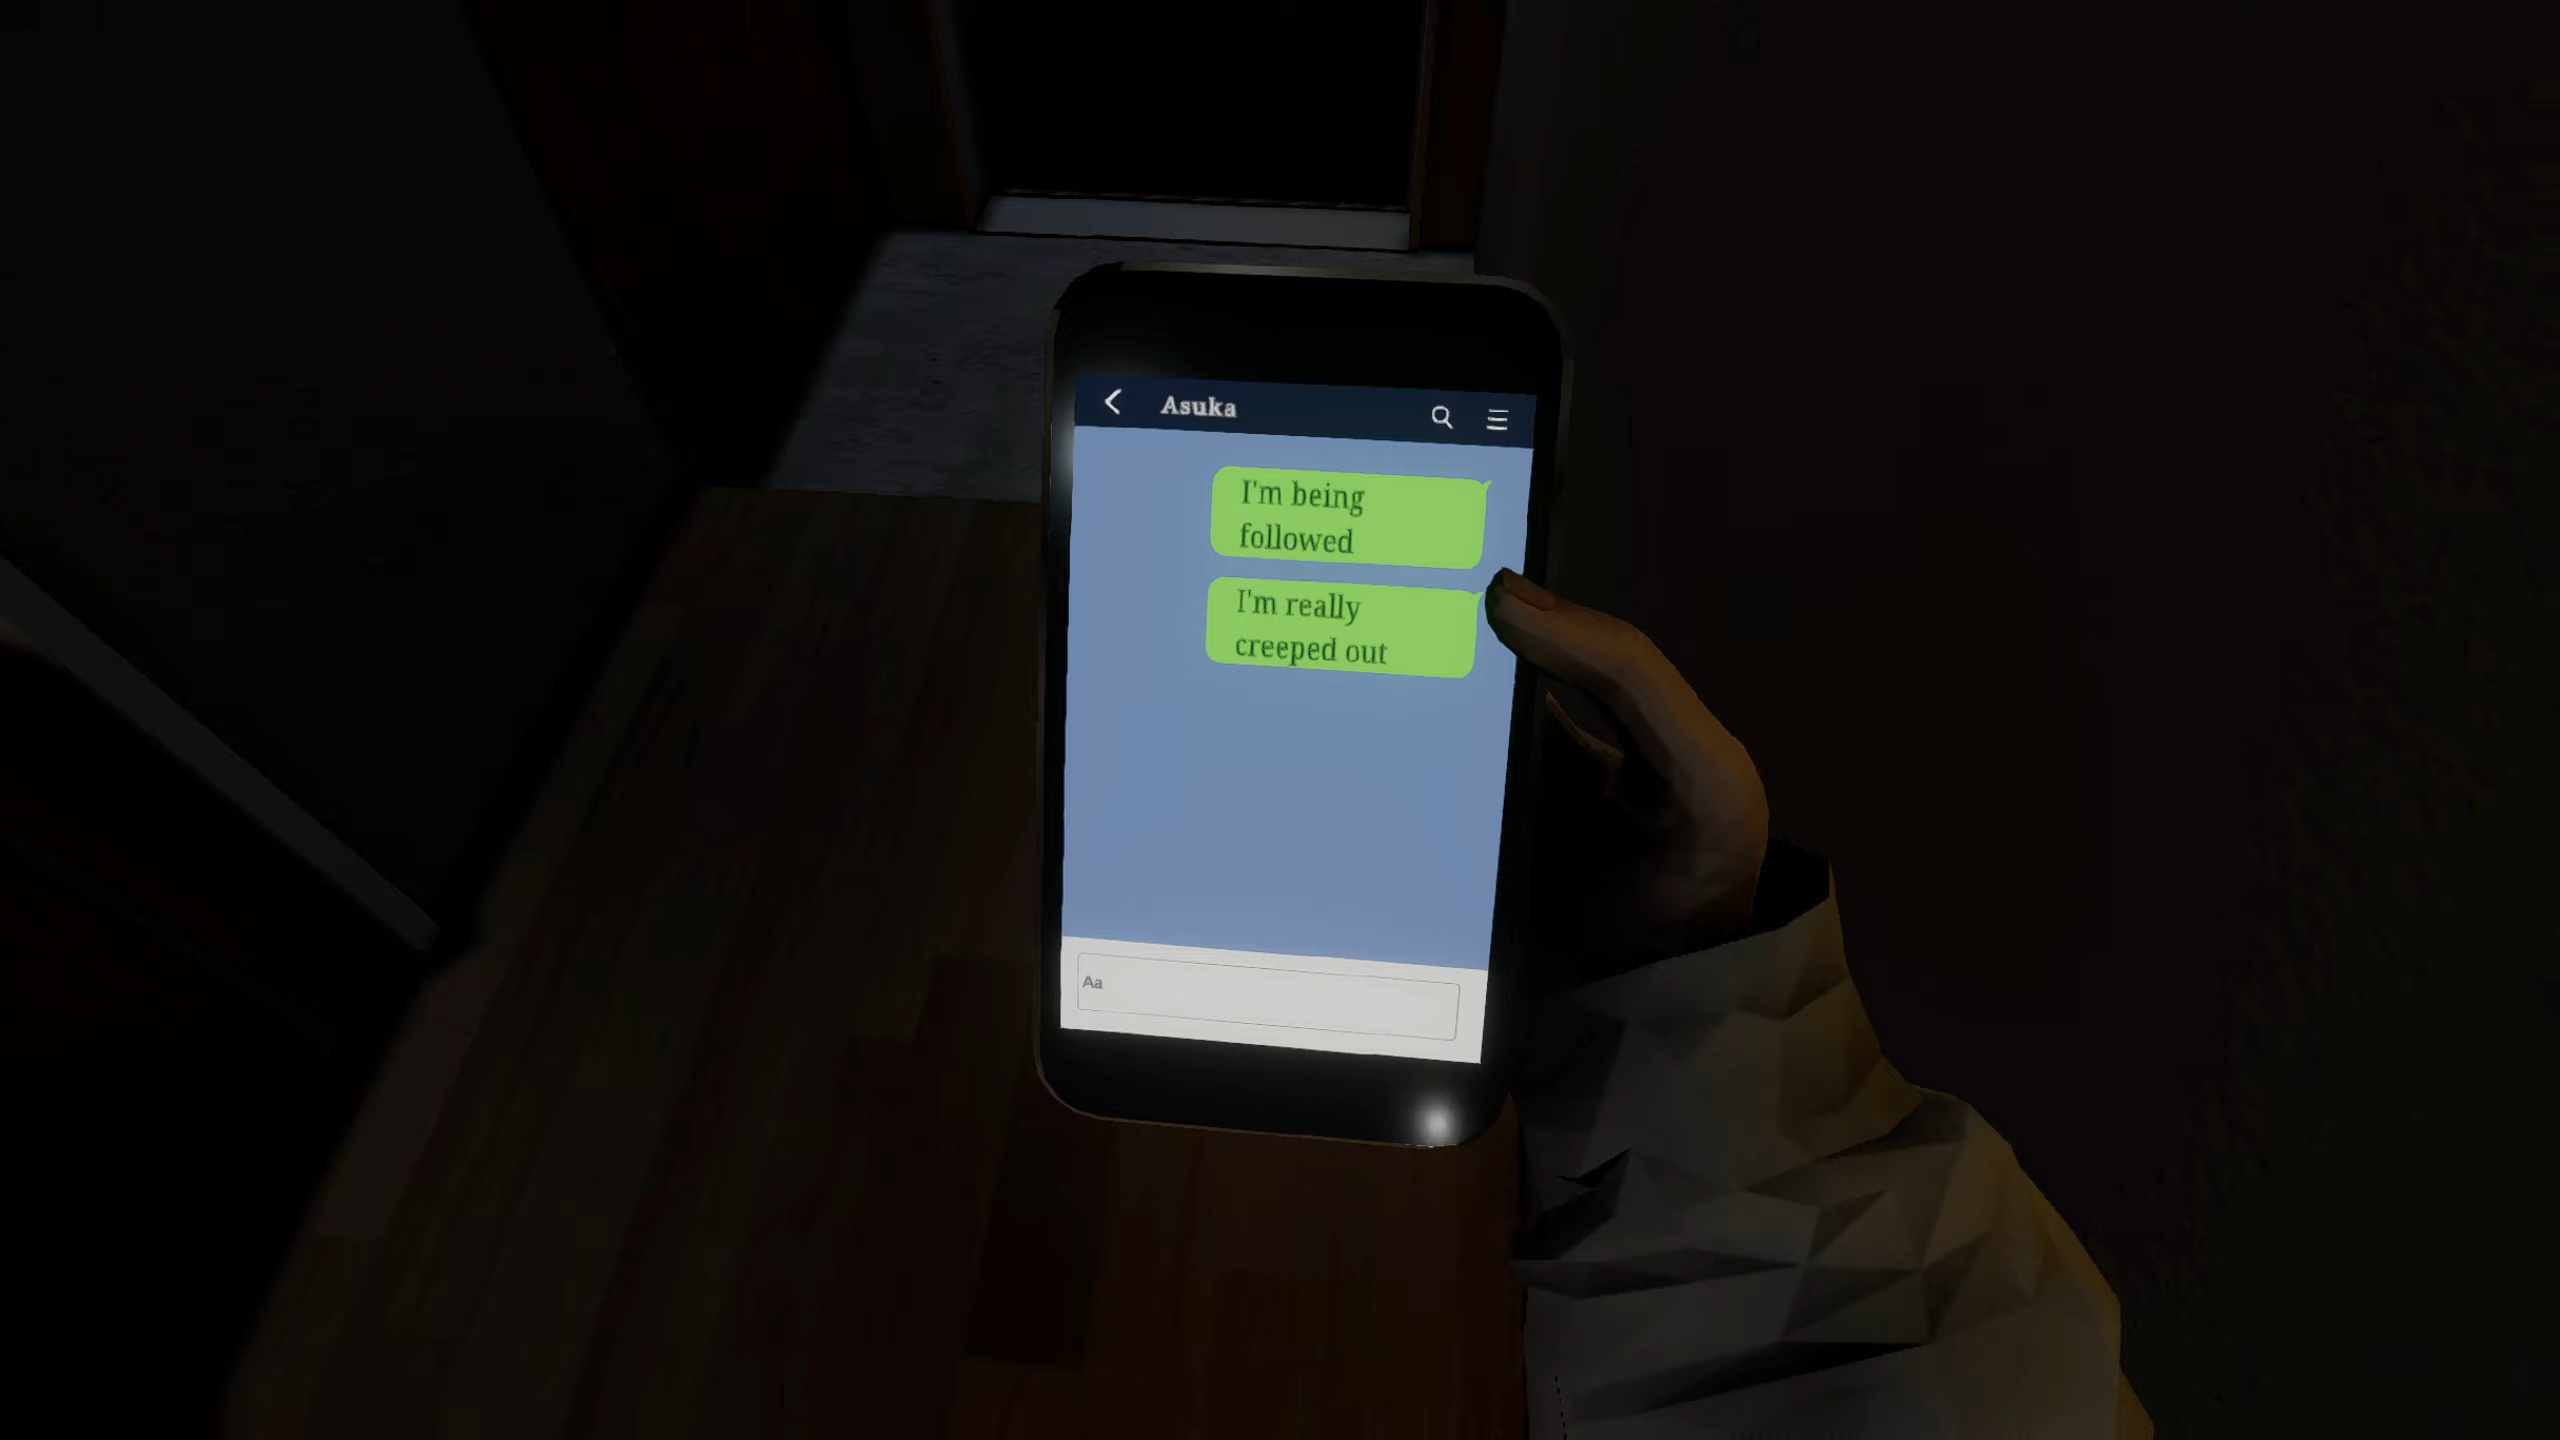 Asuka
I'm being
followed
I'm really
creeped out
Aa